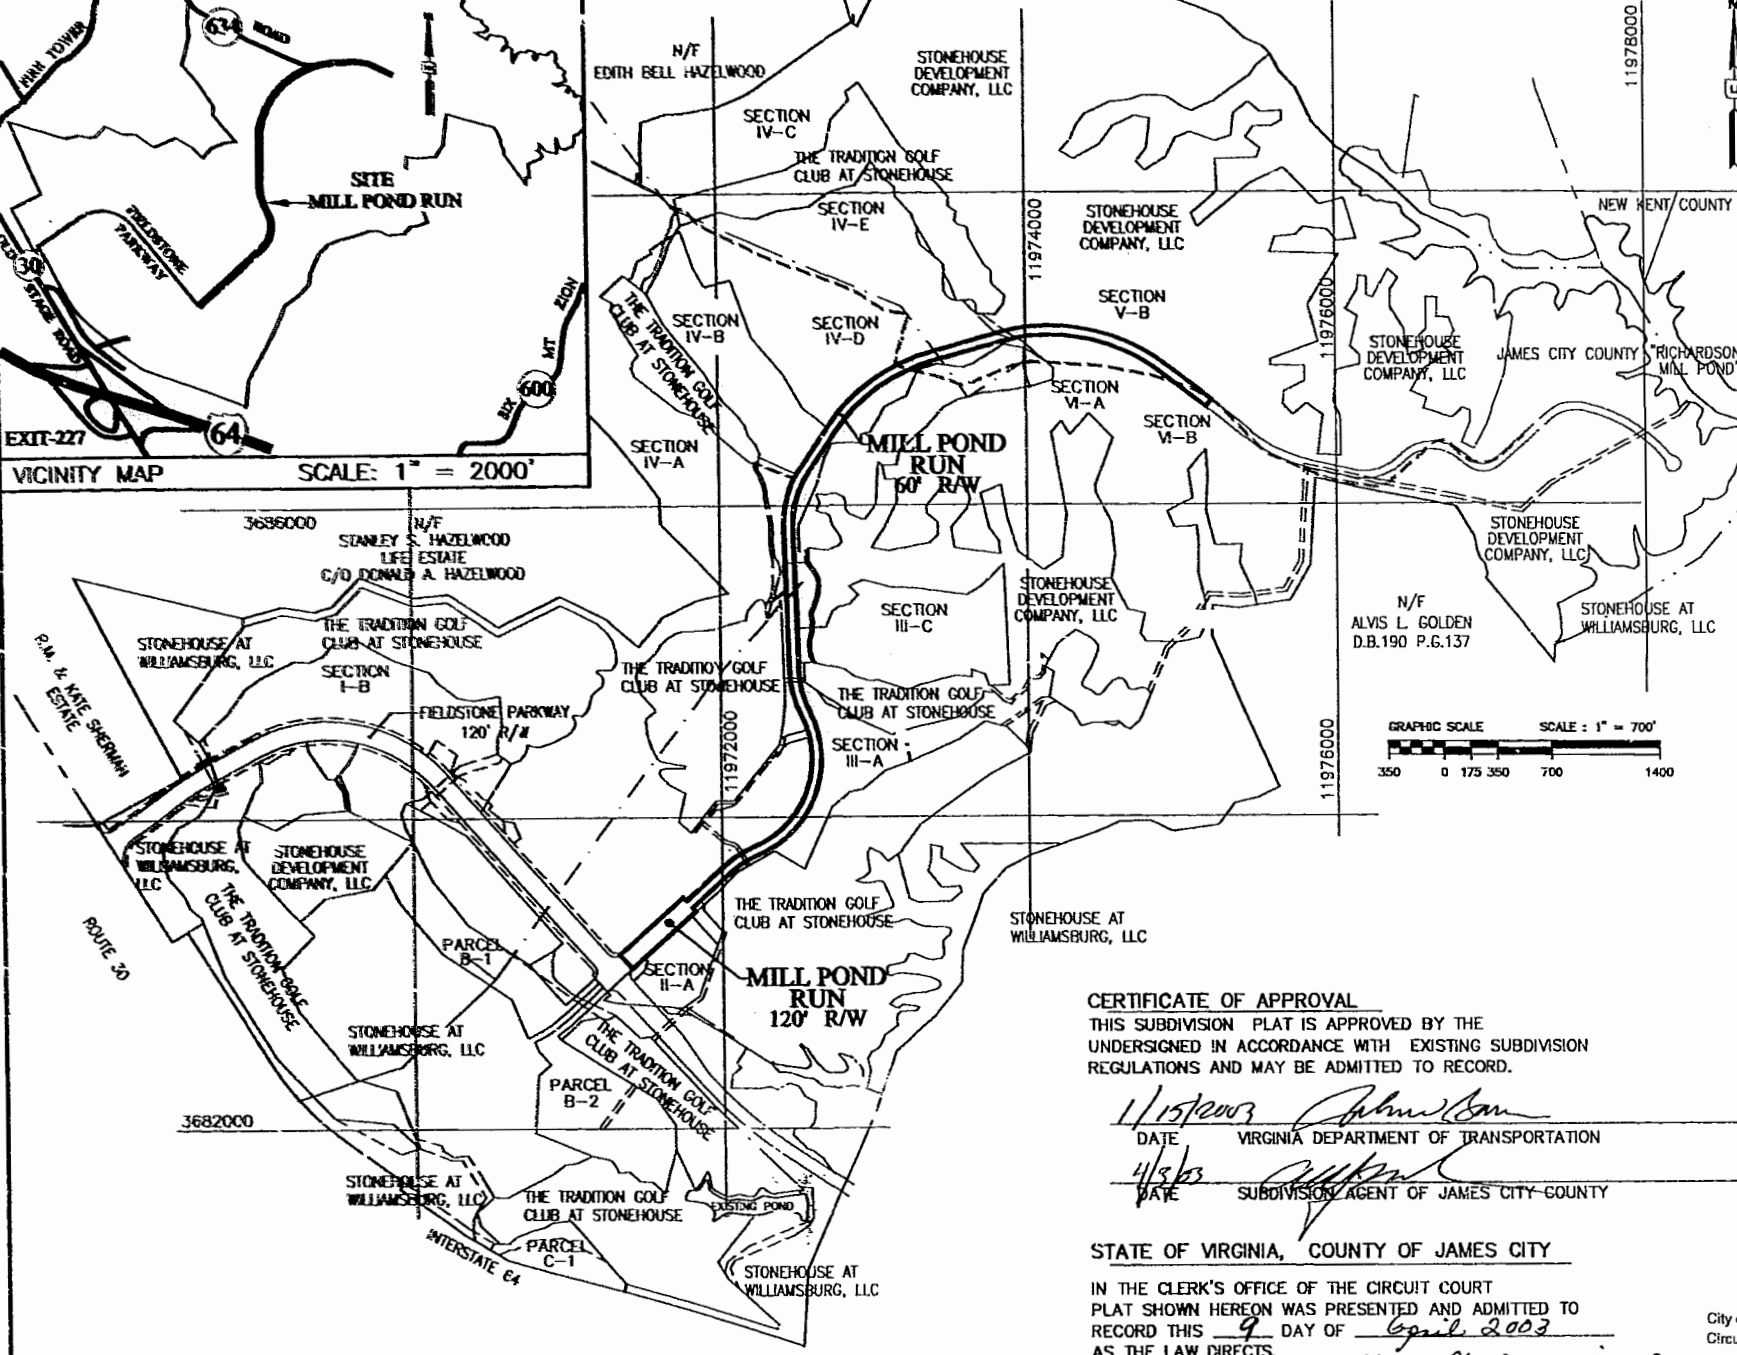 FIRH TOWER
634
ROAD
SITE
MILL POND RUN
FIELDSTONE
PARKWAY
OLD
30
STAGE ROAD
MT
ZION
600
64
EXIT-227
VICINITY MAP
SCALE: 1" = 2000'
N/F
EDITH BELL HAZELWOOD
STONEHOUSE
DEVELOPMENT
COMPANY, LLC
11978000
SECTION
IV-C
THE TRADITION GOLF
CLUB AT STONEHOUSE
SECTION
IV-E
11974000
STONEHOUSE
DEVELOPMENT
COMPANY, LLC
NEW KENT COUNTY
SECTION
V-B
11976000
THE TRADITION GOLF
CLUB AT STONEHOUSE
SECTION
IV-B
SECTION
IV-D
STONEHOUSE
DEVELOPMENT
COMPANY, LLC
JAMES CITY COUNTY
"RICHARDSON
MILL POND"
SECTION
VI-A
SECTION
VI-B
SECTION
IV-A
MILL POND
RUN
60' R/W
3686000
N/F
STANLEY S. HAZELWOOD
LIFE ESTATE
C/O DONALD A. HAZELWOOD
STONEHOUSE
DEVELOPMENT
COMPANY, LLC
STONEHOUSE
DEVELOPMENT
COMPANY, LLC
SECTION
III-C
N/F
ALVIS L. GOLDEN
D.B.190 P.G.137
STONEHOUSE AT
WILLIAMSBURG, LLC
P.M. & KATE SHERMAN
ESTATE
STONEHOUSE AT
WILLIAMSBURG, LLC
THE TRADITION GOLF
CLUB AT STONEHOUSE
SECTION
I-B
THE TRADITION GOLF
CLUB AT STONEHOUSE
THE TRADITION GOLF
CLUB AT STONEHOUSE
FIELDSTONE PARKWAY
120' R/W
11972000
SECTION
III-A
11976000
GRAPHIC SCALE
SCALE : 1" = 700'
350 0 175 350 700 1400
STONEHOUSE AT
WILLIAMSBURG,
LLC
STONEHOUSE
DEVELOPMENT
COMPANY, LLC
THE TRADITION GOLF
CLUB AT STONEHOUSE
ROUTE 30
THE TRADITION GOLF
CLUB AT STONEHOUSE
STONEHOUSE AT
WILLIAMSBURG, LLC
PARCEL
B-1
SECTION
II-A
MILL POND
RUN
120' R/W
STONEHOUSE AT
WILLIAMSBURG, LLC
THE TRADITION GOLF
CLUB AT STONEHOUSE
PARCEL
B-2
3682000
STONEHOUSE AT
WILLIAMSBURG, LLC
THE TRADITION GOLF
CLUB AT STONEHOUSE
EXISTING POND
INTERSTATE 64
PARCEL
C-1
STONEHOUSE AT
WILLIAMSBURG, LLC
CERTIFICATE OF APPROVAL
THIS SUBDIVISION PLAT IS APPROVED BY THE
UNDERSIGNED IN ACCORDANCE WITH EXISTING SUBDIVISION
REGULATIONS AND MAY BE ADMITTED TO RECORD.
1/15/2003
DATE VIRGINIA DEPARTMENT OF TRANSPORTATION
4/3/03
DATE SUBDIVISION AGENT OF JAMES CITY COUNTY
STATE OF VIRGINIA, COUNTY OF JAMES CITY
IN THE CLERK'S OFFICE OF THE CIRCUIT COURT
PLAT SHOWN HEREON WAS PRESENTED AND ADMITTED TO
RECORD THIS 9 DAY OF April 2003
AS THE LAW DIRECTS
City
Circu